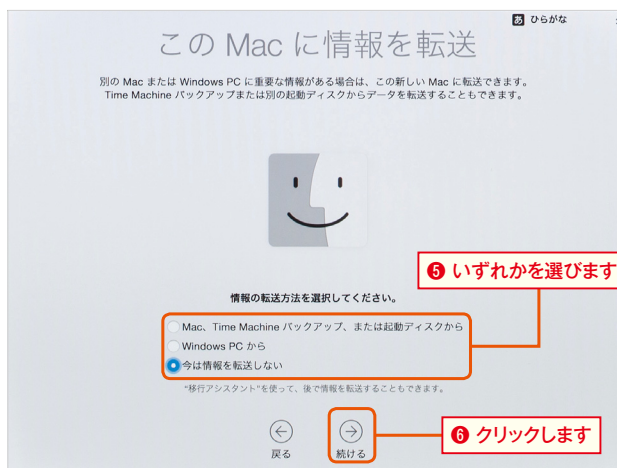 あ ひらがな
この Mac に情報を転送
別の Mac または Windows PC に重要な情報がある場合は、この新しい Mac に転送できます。
Time Machine バックアップまたは別の起動ディスクからデータを転送することもできます。
❺ いずれかを選びます
情報の転送方法を選択してください。
Mac、Time Machine バックアップ、または起動ディスクから
Windows PC から
今は情報を転送しない
"移行アシスタント"を使って、後で情報を転送することもできます。
戻る
続ける
❻ クリックします